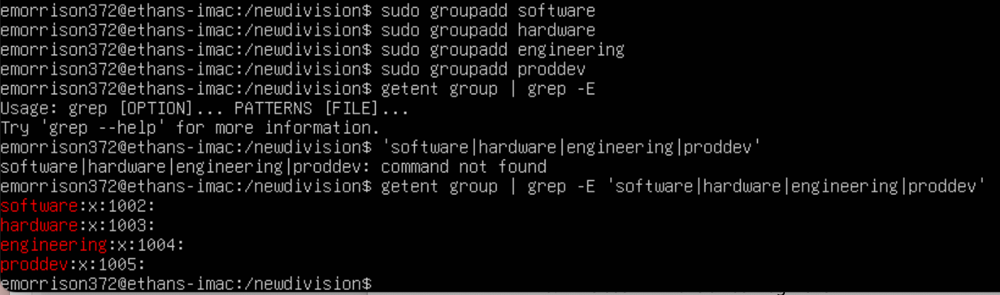 emorrison372@ethans-imac:/newdivision$ sudo groupadd software
emorrison372@ethans-imac:/newdivision$ sudo groupadd hardware
emorrison372@ethans-imac:/newdivision$ sudo groupadd engineering
emorrison372@ethans-imac:/newdivision$ sudo groupadd proddev
emorrison372@ethans-imac:/newdivision$ getent group | grep -E
Usage: grep [OPTION]... PATTERNS [FILE]...
Try 'grep --help' for more information.
emorrison372@ethans-imac:/newdivision$ 'software|hardware|engineering|proddev'
software|hardware|engineering|proddev: command not found
emorrison372@ethans-imac:/newdivision$ getent group | grep -E 'software|hardware|engineering|proddev'
software:x:1002:
hardware:x:1003:
engineering:x:1004:
proddev:x:1005:
emorrison372@ethans-imac:/newdivision$